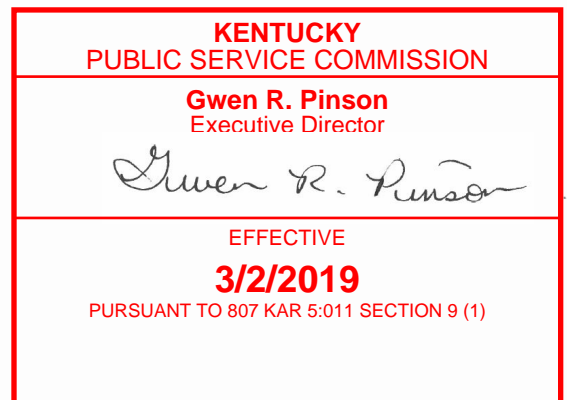 KENTUCKY
PUBLIC SERVICE COMMISSION
Gwen R. Pinson
Executive Director
Gwen R. Pinson
EFFECTIVE
3/2/2019
PURSUANT TO 807 KAR 5:011 SECTION 9 (1)